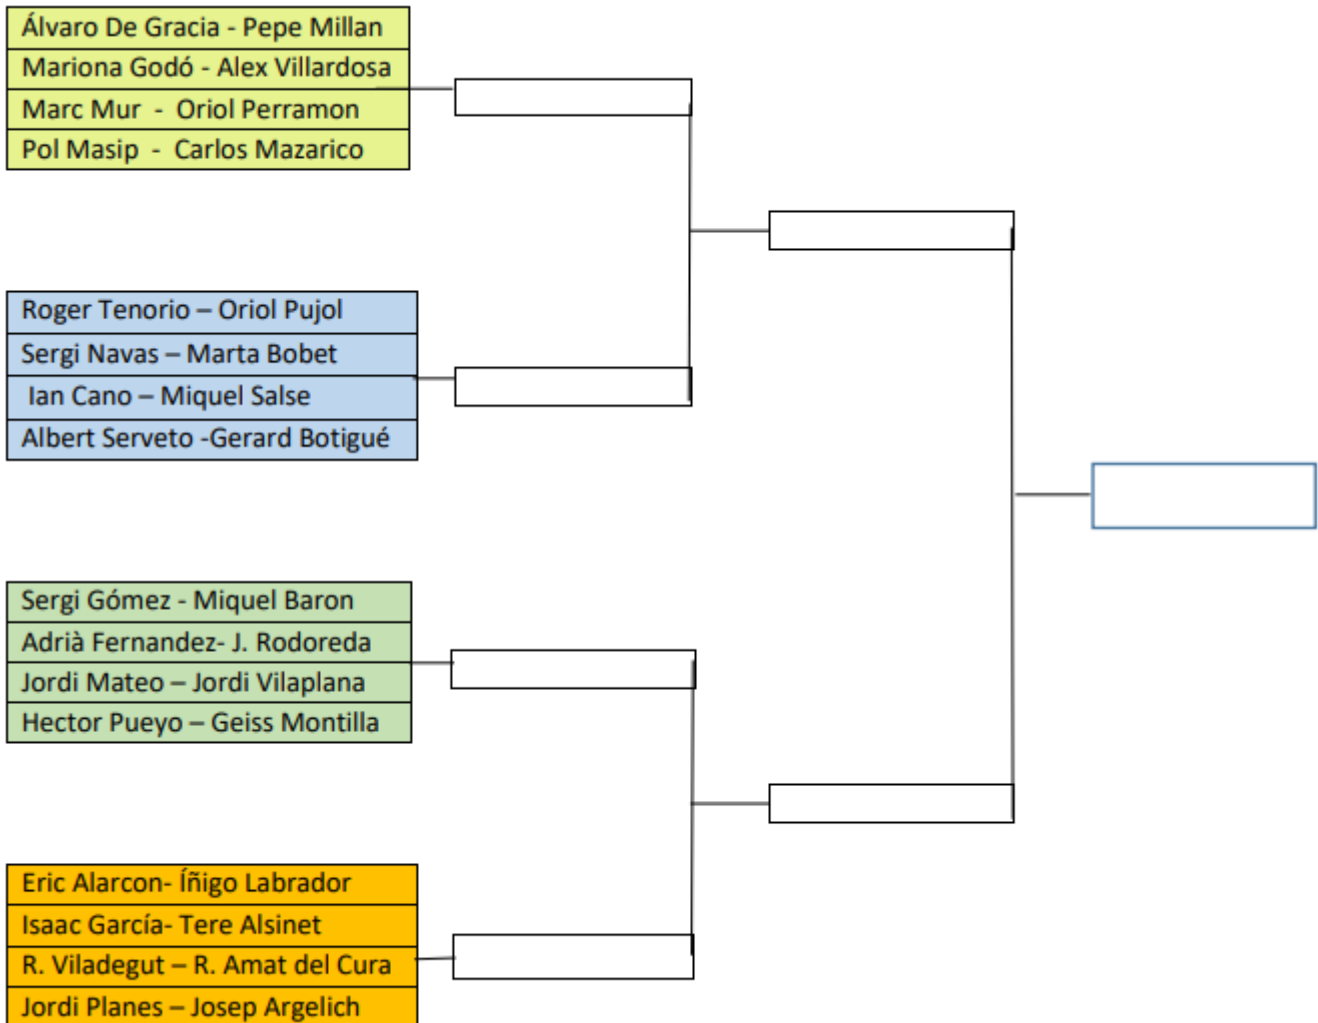 Álvaro De Gracia - Pepe Millan
Mariona Godó - Alex Villardosa
Marc Mur - Oriol Perramon
Pol Masip - Carlos Mazarico
Roger Tenorio – Oriol Pujol
Sergi Navas – Marta Bobet
Ian Cano – Miquel Salse
Albert Serveto -Gerard Botigué
Sergi Gómez - Miquel Baron
Adrià Fernandez- J. Rodoreda
Jordi Mateo – Jordi Vilaplana
Hector Pueyo – Geiss Montilla
Eric Alarcon- Íñigo Labrador
Isaac García- Tere Alsinet
R. Viladegut – R. Amat del Cura
Jordi Planes – Josep Argelich